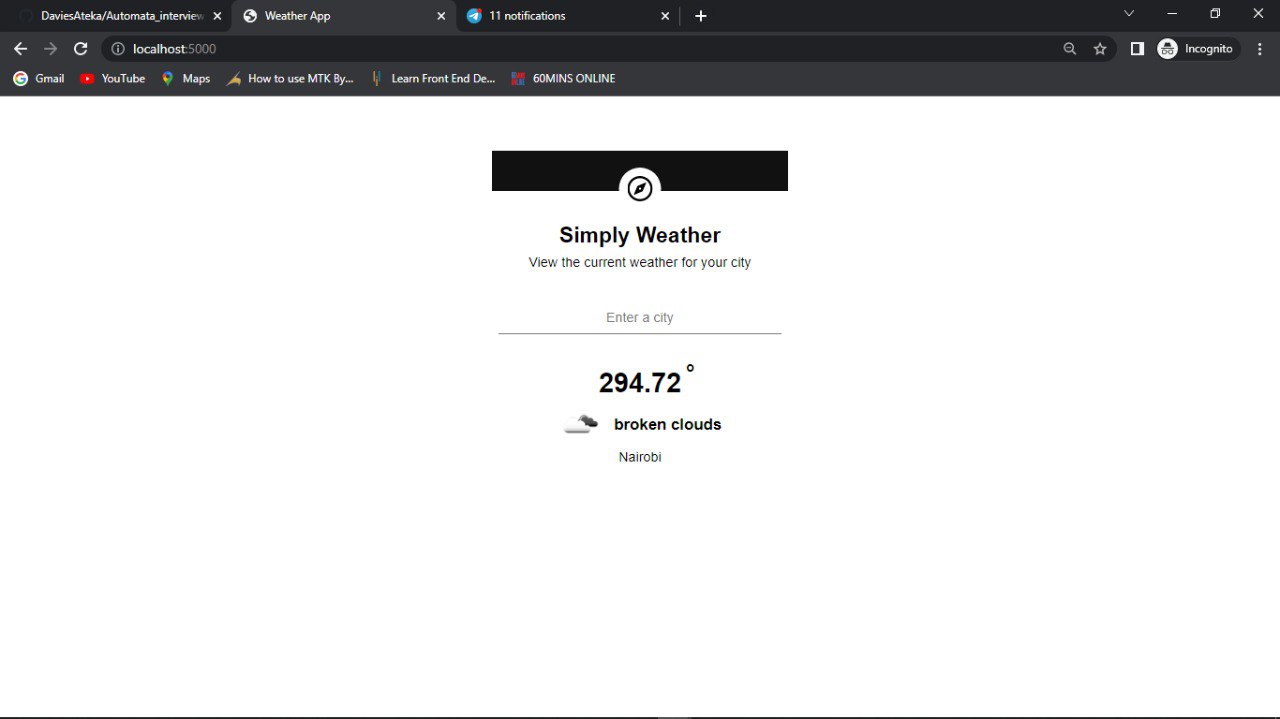 DaviesAteka/Automata_interview
Weather App
11 notifications
localhost:5000
Incognito
Gmail
YouTube
Maps
How to use MTK By...
Learn Front End De...
60MINS ONLINE
Simply Weather
View the current weather for your city
Enter a city
294.72°
broken clouds
Nairobi